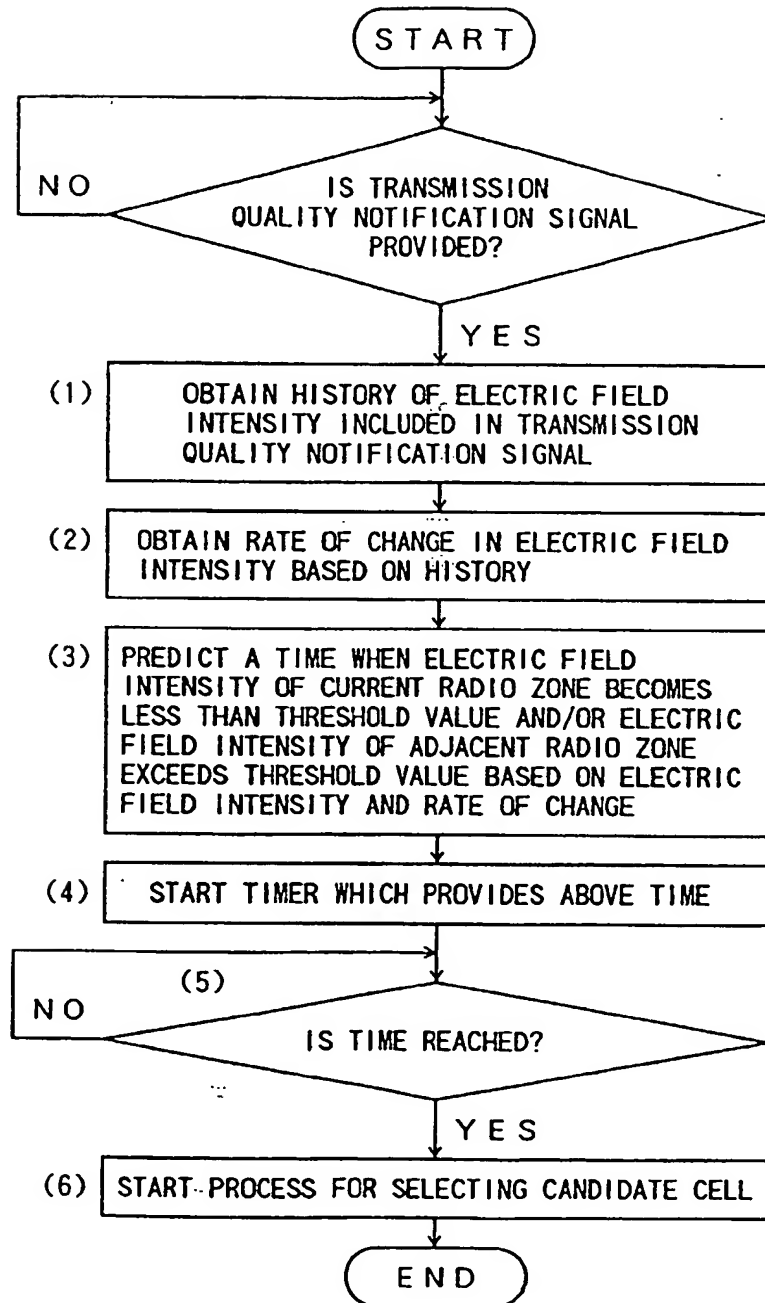 START
NO
IS TRANSMISSION
QUALITY NOTIFICATION SIGNAL
PROVIDED?
YES
(1)
OBTAIN HISTORY OF ELECTRIC FIELD
INTENSITY INCLUDED IN TRANSMISSION
QUALITY NOTIFICATION SIGNAL
(2)
OBTAIN RATE OF CHANGE IN ELECTRIC FIELD
INTENSITY BASED ON HISTORY
(3)
PREDICT A TIME WHEN ELECTRIC FIELD
INTENSITY OF CURRENT RADIO ZONE BECOMES
LESS THAN THRESHOLD VALUE AND/OR ELECTRIC
FIELD INTENSITY OF ADJACENT RADIO ZONE
EXCEEDS THRESHOLD VALUE BASED ON ELECTRIC
FIELD INTENSITY AND RATE OF CHANGE
(4)
START TIMER WHICH PROVIDES ABOVE TIME
(5)
NO
IS TIME REACHED?
YES
(6)
START PROCESS FOR SELECTING CANDIDATE CELL
END